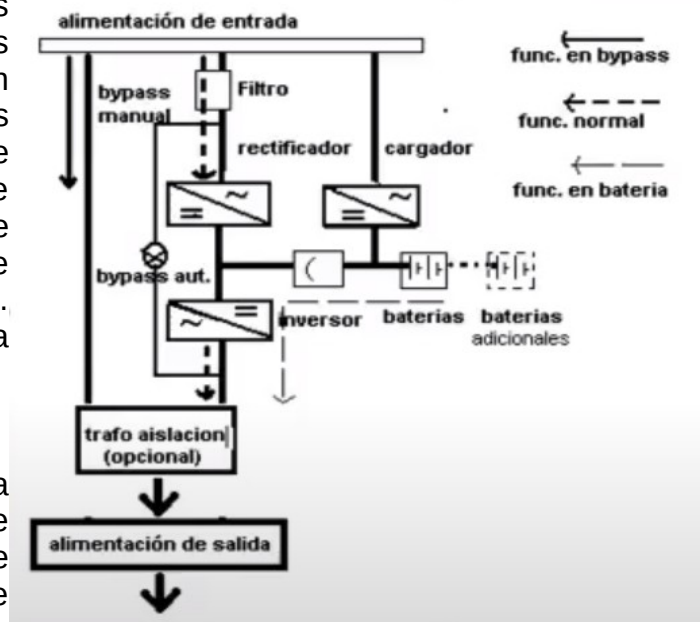 alimentación de entrada
func. en bypass
bypass
manual
Filtro
func. normal
rectificador
cargador
func. en bateria
bypass aut.
inversor
baterias
baterias
adicionales
trafo aislacion
(opcional)
alimentación de salida